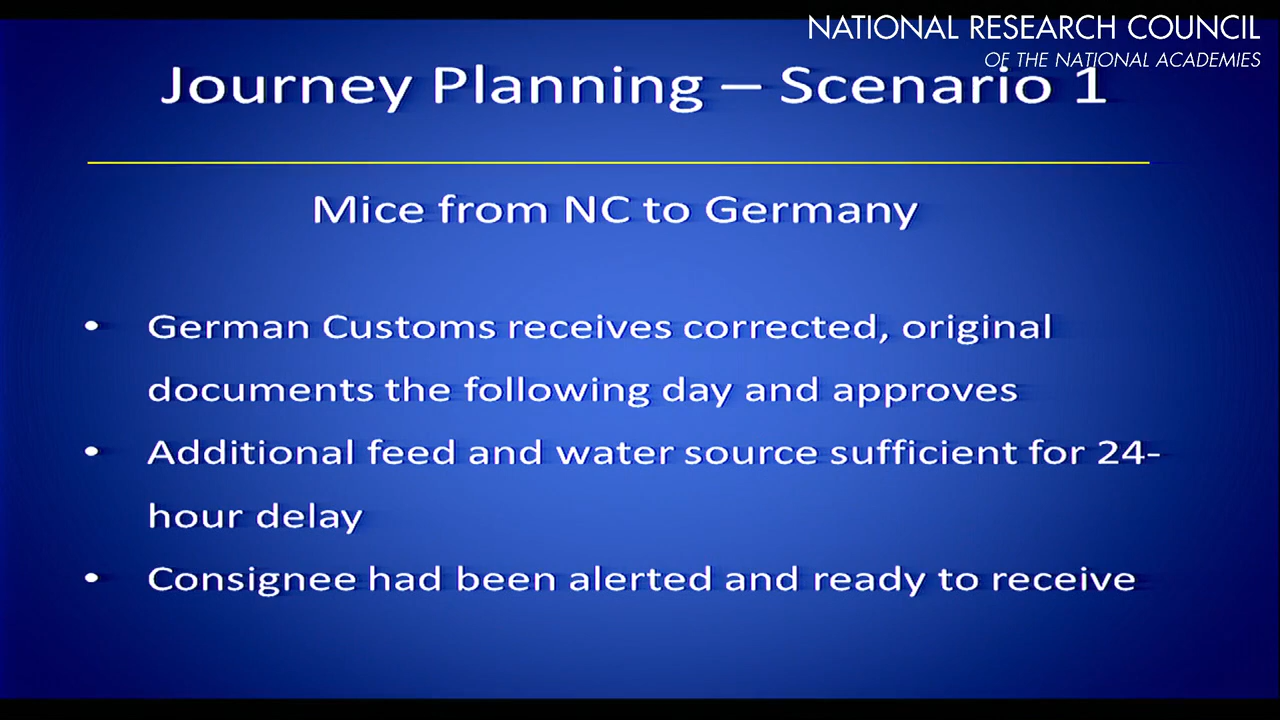 NATIONAL RESEARCH COUNCIL
OF THE NATIONAL ACADEMIES
Journey Planning – Scenario 1
Mice from NC to Germany
• German Customs receives corrected, original
documents the following day and approves
• Additional feed and water source sufficient for 24-
hour delay
• Consignee had been alerted and ready to receive